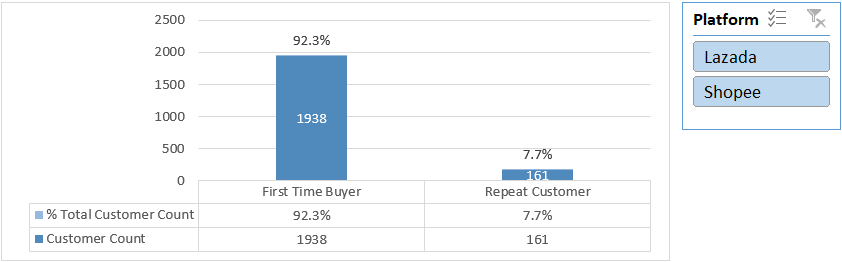 2500
2000
1500
1000
500
0
92.3%
1938
7.7%
161
First Time Buyer Repeat Customer
% Total Customer Count 92.3% 7.7%
Customer Count 1938 161
Platform
Lazada
Shopee